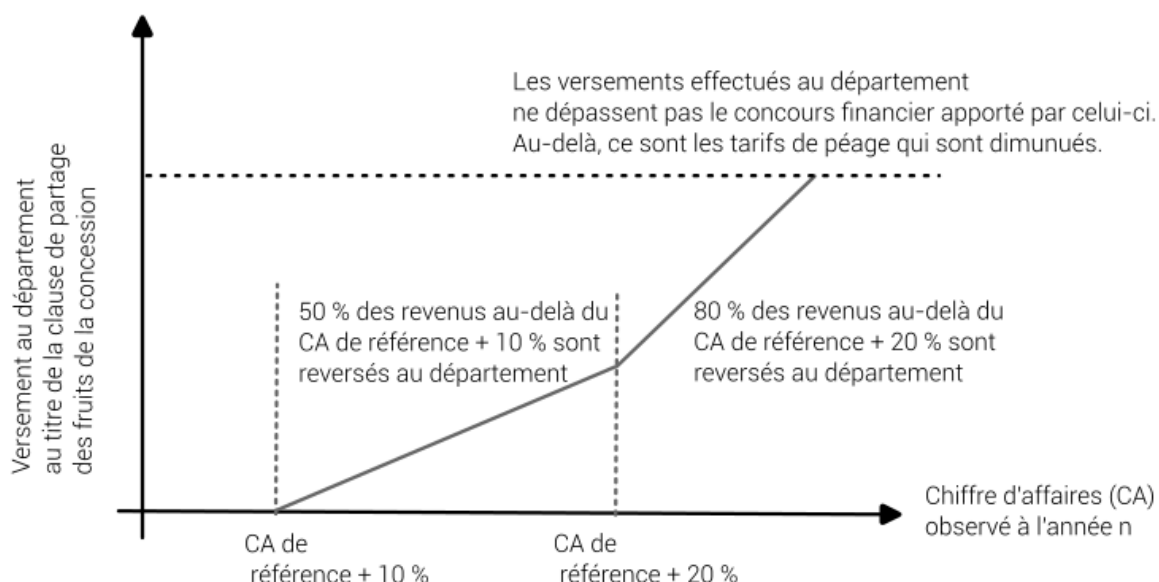 Les versements effectués au département
ne dépassent pas le concours financier apporté par celui-ci.
Au-delà, ce sont les tarifs de péage qui sont dimunués.
Versement au département
au titre de la clause de partage
des fruits de la concession
50 % des revenus au-delà du
CA de référence + 10 % sont
reversés au département
80 % des revenus au-delà du
CA de référence + 20 % sont
reversés au département
Chiffre d'affaires (CA)
observé à l'année n
CA de
référence + 10 %
CA de
référence + 20 %